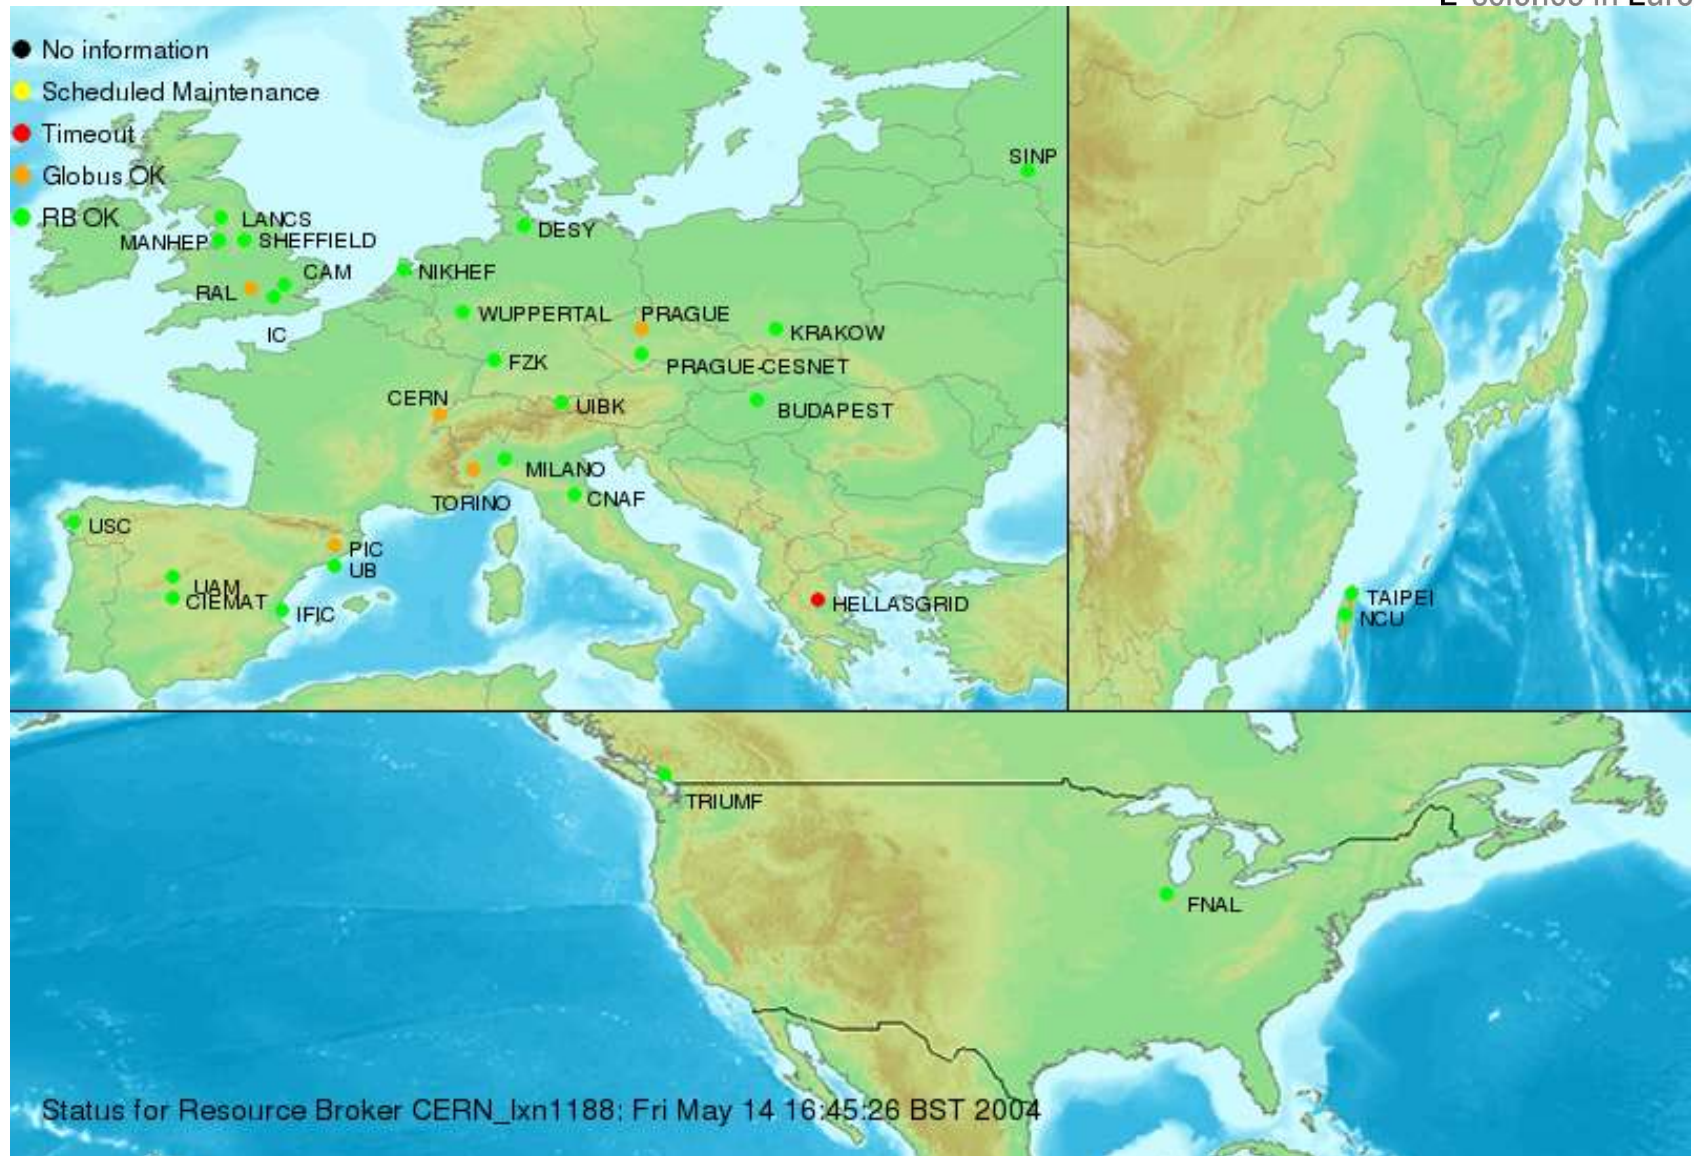 No information
Scheduled Maintenance
Timeout
Globus OK
RB OK
LANCS
MANHEP
SHEFFIELD
CAM
RAL
IC
NIKHEF
DESY
SINP
WUPPERTAL
PRAGUE
KRAKOW
FZK
PRAGUE-CESNET
CERN
UIBK
BUDAPEST
MILANO
TORINO
CNAF
USC
PIC
UB
UAM
CIEMAT
IFIC
HELLASGRID
TAIPEI
NCU
TRIUMF
FNAL
Status for Resource Broker CERN_lxn1188: Fri May 14 16:45:26 BST 2004